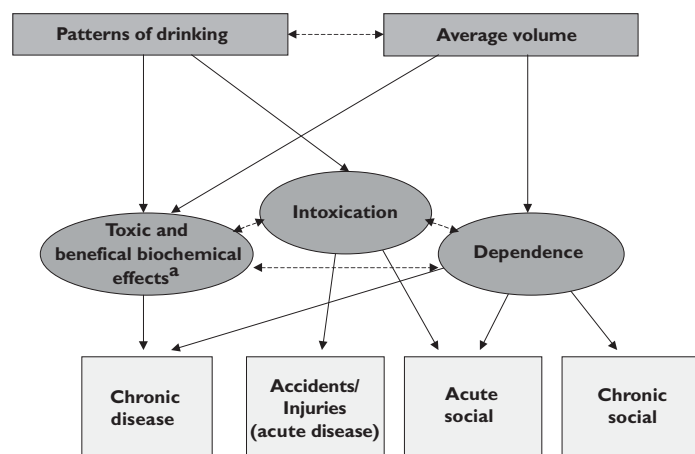 Patterns of drinking
Average volume
Intoxication
Toxic and
benefical biochemical
effectsa
Dependence
Chronic
disease
Accidents/
Injuries
(acute disease)
Acute
social
Chronic
social